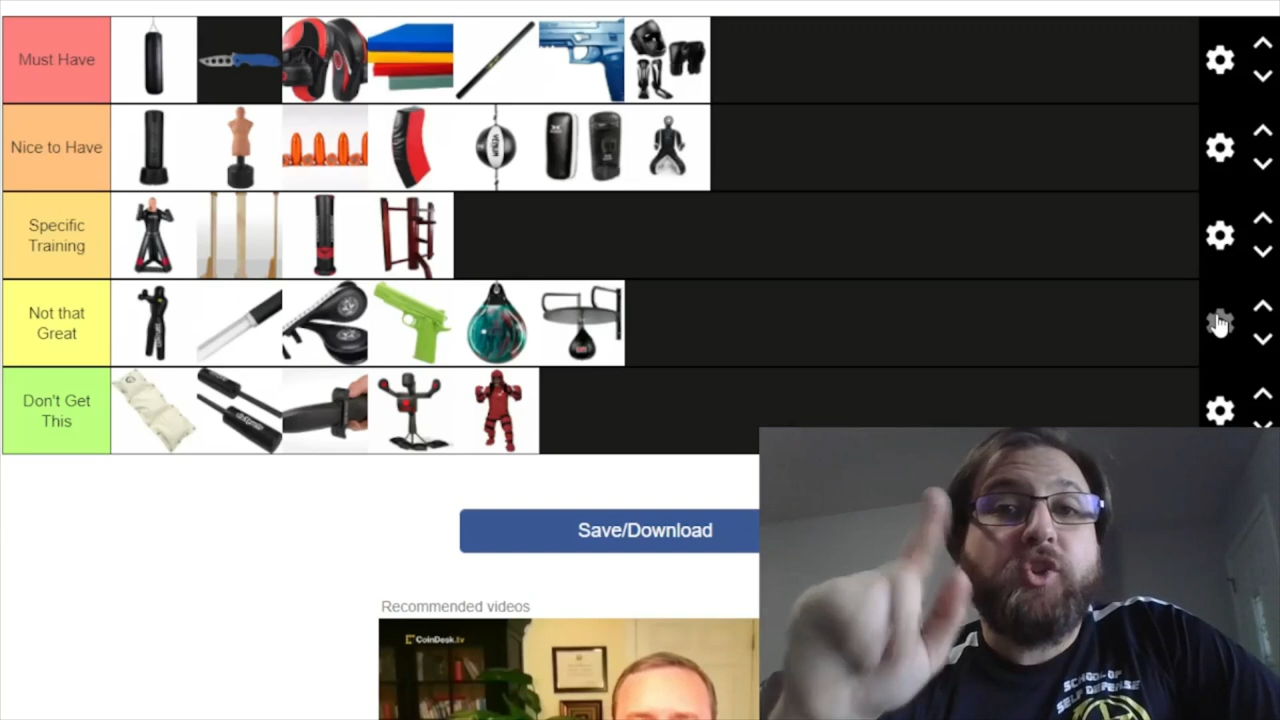 Must Have
Nice to Have
Specific
Training
Not that
Great
Don't Get
This
VENUM
Save/Download
Recommended videos
CoinDesk.tv
SCHOOL OF
SELF DEFENSE